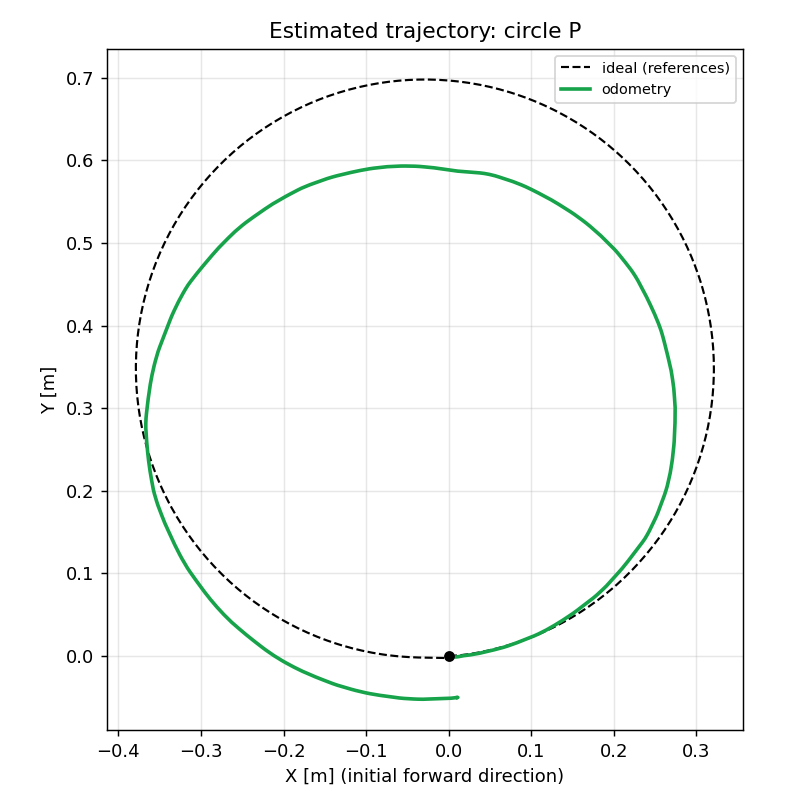 Estimated trajectory: circle P
ideal (references)
odometry
0.7
0.6
0.5
0.4
0.3
0.2
0.1
0.0
Y [m]
−0.4 −0.3 −0.2 −0.1 0.0 0.1 0.2 0.3
X [m] (initial forward direction)